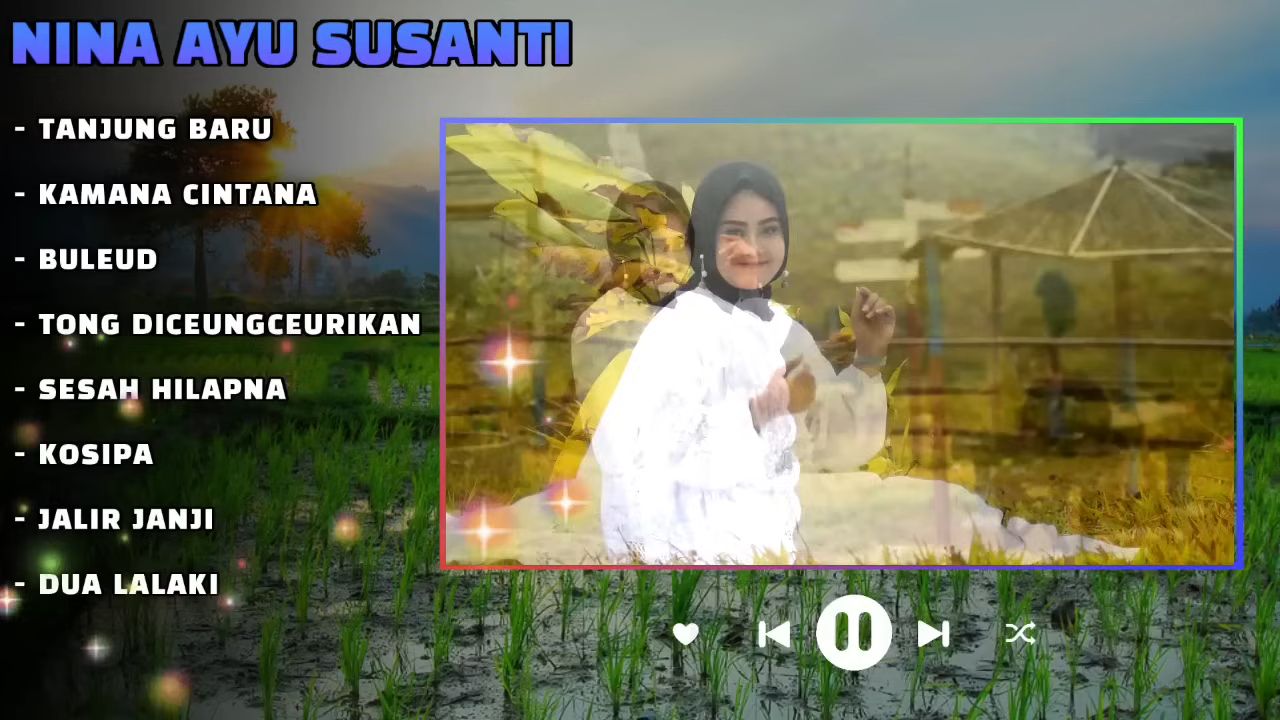 NINA AYU SUSANTI
- TANJUNG BARU
- KAMANA CINTANA
- BULEUD
- TONG DICEUNGCEURIKAN
- SESAH HILAPNA
- KOSIPA
- JALIR JANJI
- DUA LALAKI